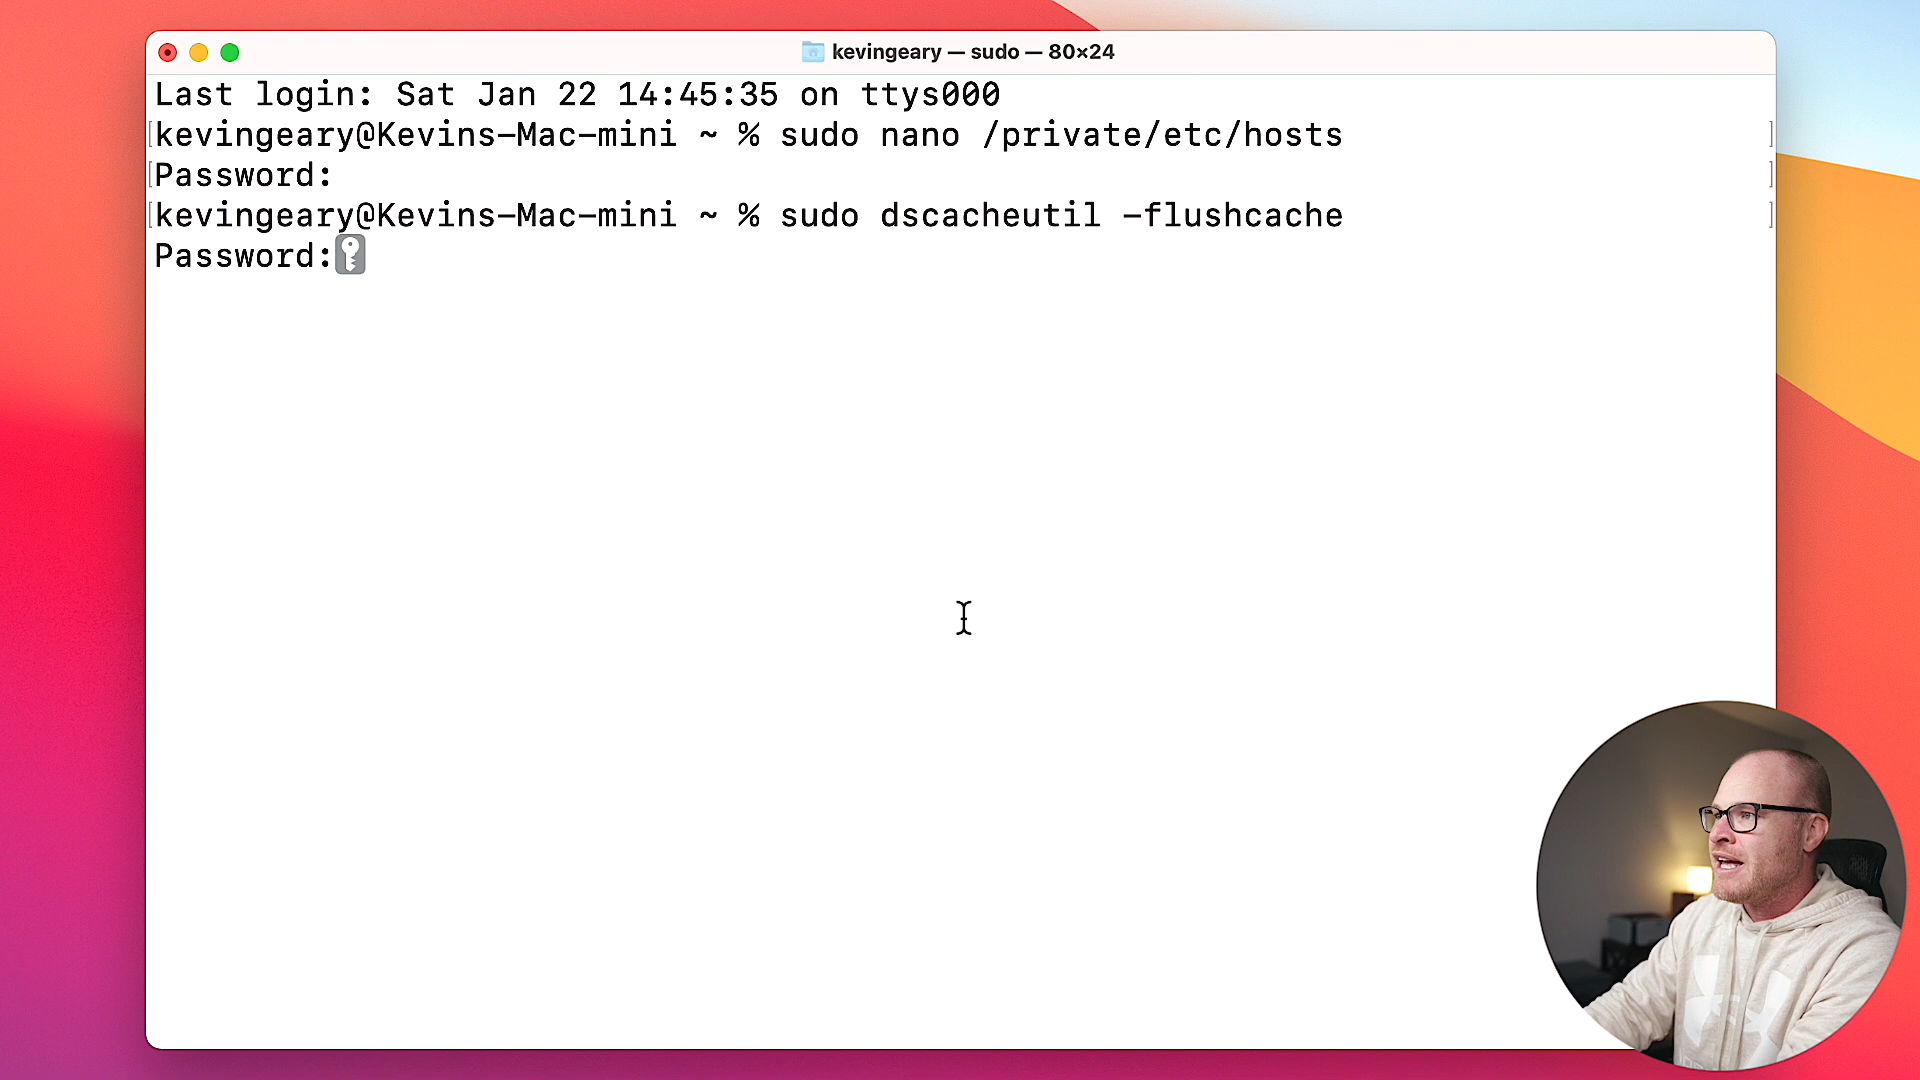 kevingeary — sudo — 80×24
Last login: Sat Jan 22 14:45:35 on ttys000
[kevingeary@Kevins-Mac-mini ~ % sudo nano /private/etc/hosts ]
[Password: ]
[kevingeary@Kevins-Mac-mini ~ % sudo dscacheutil -flushcache ]
Password: